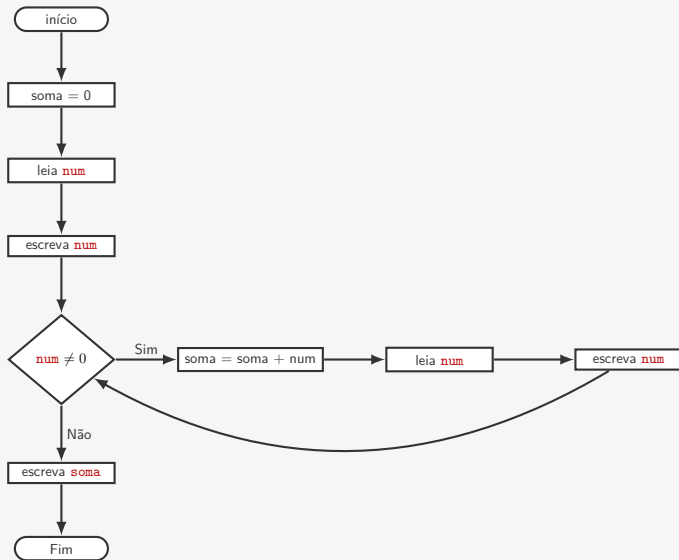 início
soma = 0
leia num
escreva num
num ≠ 0
Sim
soma = soma + num
leia num
escreva num
Não
escreva soma
Fim